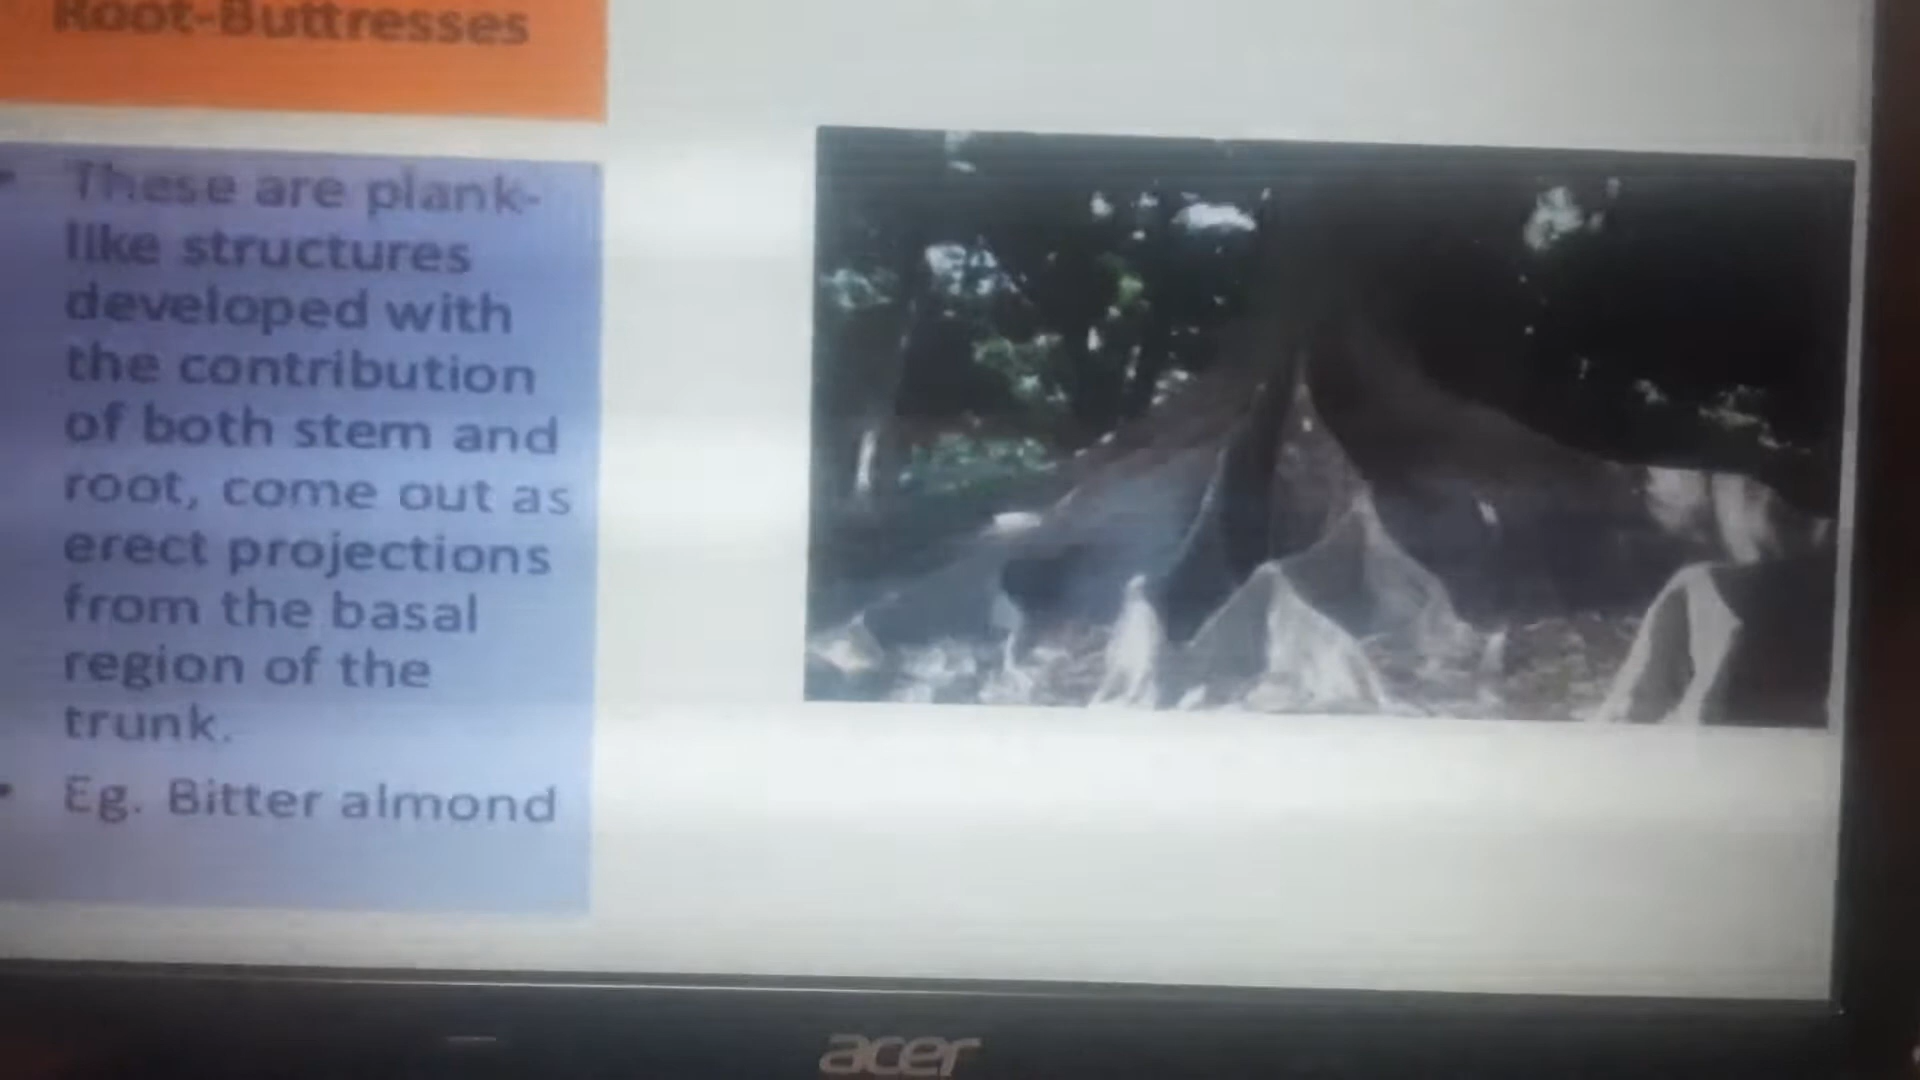 Root-Buttresses
• These are plank-
like structures
developed with
the contribution
of both stem and
root, come out as
erect projections
from the basal
region of the
trunk.
• Eg. Bitter almond
acer